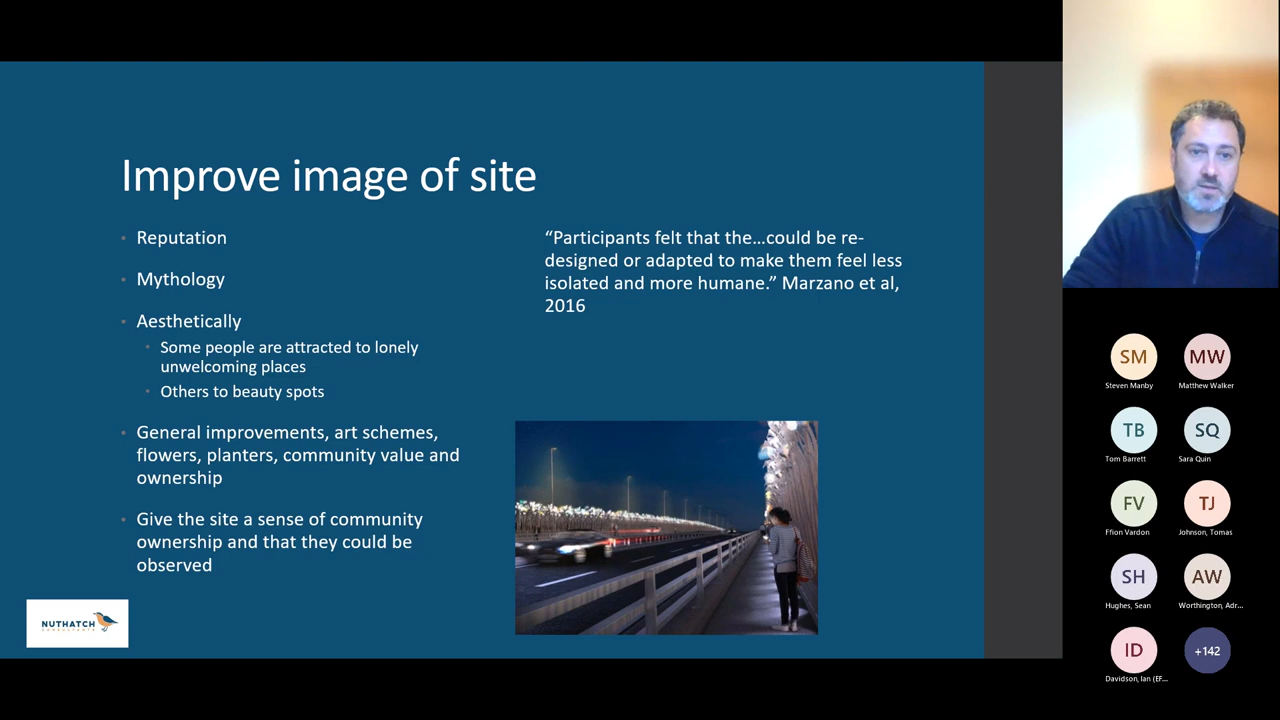 Improve image of site
Reputation
Mythology
Aesthetically
Some people are attracted to lonely
unwelcoming places
Others to beauty spots
General improvements, art schemes,
flowers, planters, community value and
ownership
Give the site a sense of community
ownership and that they could be
observed
“Participants felt that the…could be re-
designed or adapted to make them feel less
isolated and more humane.” Marzano et al,
2016
NUTHATCH
CONSULTANTS
SM
Steven Manby
MW
Matthew Walker
TB
Tom Barrett
SQ
Sara Quin
FV
Ffion Vardon
TJ
Johnson, Tomas
SH
Hughes, Sean
AW
Worthington, Adr...
ID
Davidson, Ian (EF...
+142